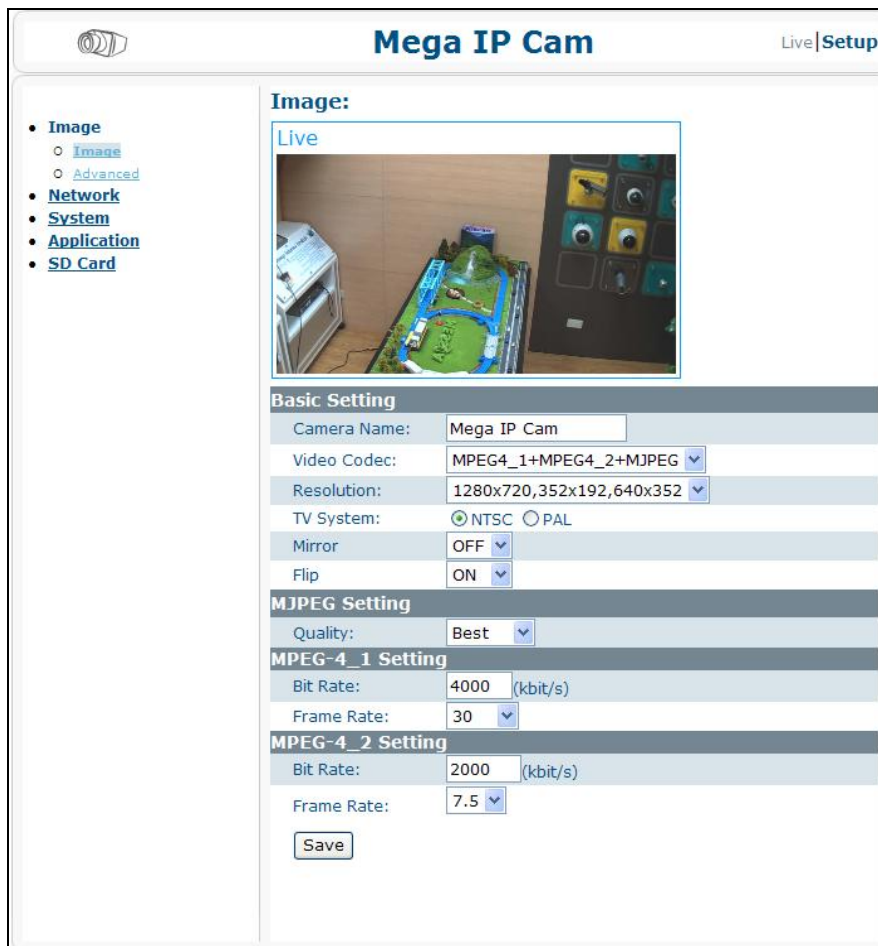 Mega IP Cam
Live|Setup
Image
Image
Advanced
Network
System
Application
SD Card
Image:
Live
Basic Setting
Camera Name: Mega IP Cam
Video Codec: MPEG4_1+MPEG4_2+MJPEG
Resolution: 1280x720,352x192,640x352
TV System: NTSC PAL
Mirror OFF
Flip ON
MJPEG Setting
Quality: Best
MPEG-4_1 Setting
Bit Rate: 4000 (kbit/s)
Frame Rate: 30
MPEG-4_2 Setting
Bit Rate: 2000 (kbit/s)
Frame Rate: 7.5
Save